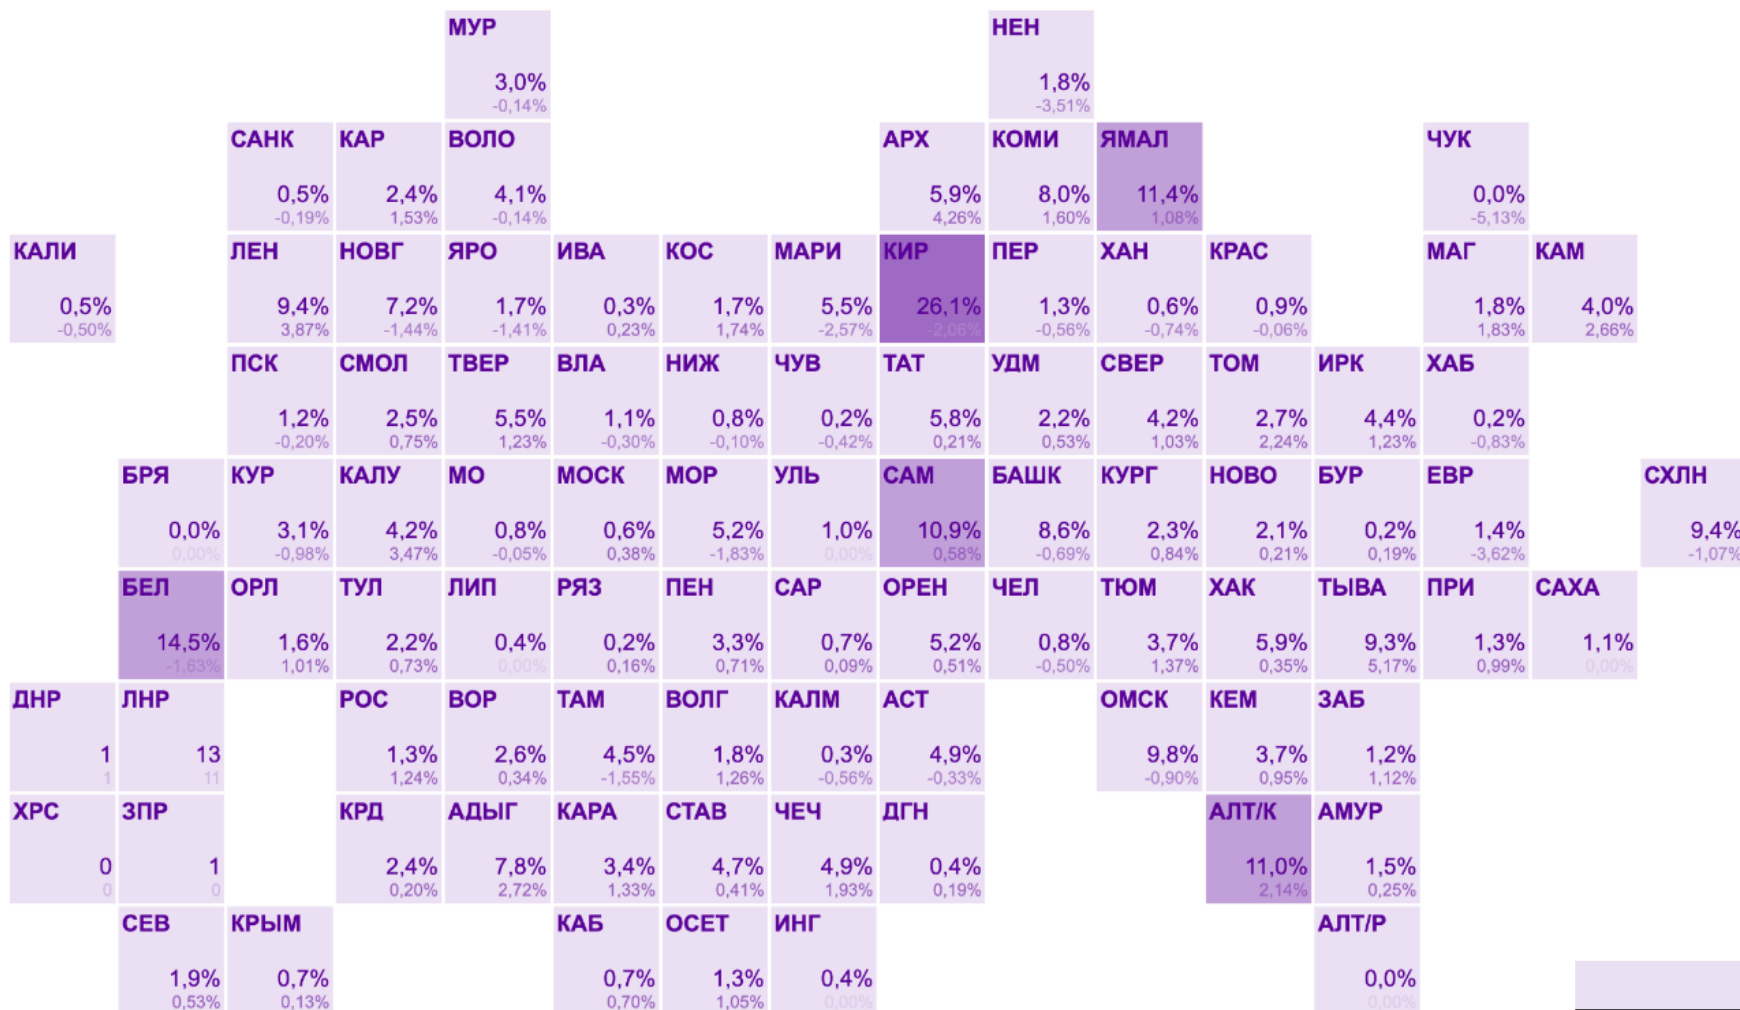 МУР НЕН
3,0% 1,8%
-0,14% -3,51%
САНК КАР ВОЛО АРХ КОМИ ЯМАЛ ЧУК
0,5% 2,4% 4,1% 5,9% 8,0% 11,4% 0,0%
-0,19% 1,53% -0,14% 4,26% 1,60% 1,08% -5,13%
КАЛИ ЛЕН НОВГ ЯРО ИВА КОС МАРИ КИР ПЕР ХАН КРАС МАГ КАМ
0,5% 9,4% 7,2% 1,7% 0,3% 1,7% 5,5% 26,1% 1,3% 0,6% 0,9% 1,8% 4,0%
-0,50% 3,87% -1,44% -1,41% 0,23% 1,74% -2,57% -2,06% -0,56% -0,74% -0,06% 1,83% 2,66%
ПСК СМОЛ ТВЕР ВЛА НИЖ ЧУВ ТАТ УДМ СВЕР ТОМ ИРК ХАБ
1,2% 2,5% 5,5% 1,1% 0,8% 0,2% 5,8% 2,2% 4,2% 2,7% 4,4% 0,2%
-0,20% 0,75% 1,23% -0,30% -0,10% -0,42% 0,21% 0,53% 1,03% 2,24% 1,23% -0,83%
БРЯ КУР КАЛУ МО МОСК МОР УЛЬ САМ БАШК КУРГ НОВО БУР ЕВР СХЛН
0,0% 3,1% 4,2% 0,8% 0,6% 5,2% 1,0% 10,9% 8,6% 2,3% 2,1% 0,2% 1,4% 9,4%
0,00% -0,98% 3,47% -0,05% 0,38% -1,83% 0,00% 0,58% -0,69% 0,84% 0,21% 0,19% -3,62% -1,07%
БЕЛ ОРЛ ТУЛ ЛИП РЯЗ ПЕН САР ОРЕН ЧЕЛ ТЮМ ХАК ТЫВА ПРИ САХА
14,5% 1,6% 2,2% 0,4% 0,2% 3,3% 0,7% 5,2% 0,8% 3,7% 5,9% 9,3% 1,3% 1,1%
-1,63% 1,01% 0,73% 0,00% 0,16% 0,71% 0,09% 0,51% -0,50% 1,37% 0,35% 5,17% 0,99% 0,00%
ДНР ЛНР РОС ВОР ТАМ ВОЛГ КАЛМ АСТ ОМСК КЕМ ЗАБ
1 13 1,3% 2,6% 4,5% 1,8% 0,3% 4,9% 9,8% 3,7% 1,2%
1 11 1,24% 0,34% -1,55% 1,26% -0,56% -0,33% -0,90% 0,95% 1,12%
ХРС ЗПР КРД АДЫГ КАРА СТАВ ЧЕЧ ДГН АЛТ/К АМУР
0 1 2,4% 7,8% 3,4% 4,7% 4,9% 0,4% 11,0% 1,5%
0 0 0,20% 2,72% 1,33% 0,41% 1,93% 0,19% 2,14% 0,25%
СЕВ КРЫМ КАБ ОСЕТ ИНГ АЛТ/Р
1,9% 0,7% 0,7% 1,3% 0,4% 0,0%
0,53% 0,13% 0,70% 1,05% 0,00% 0,00%